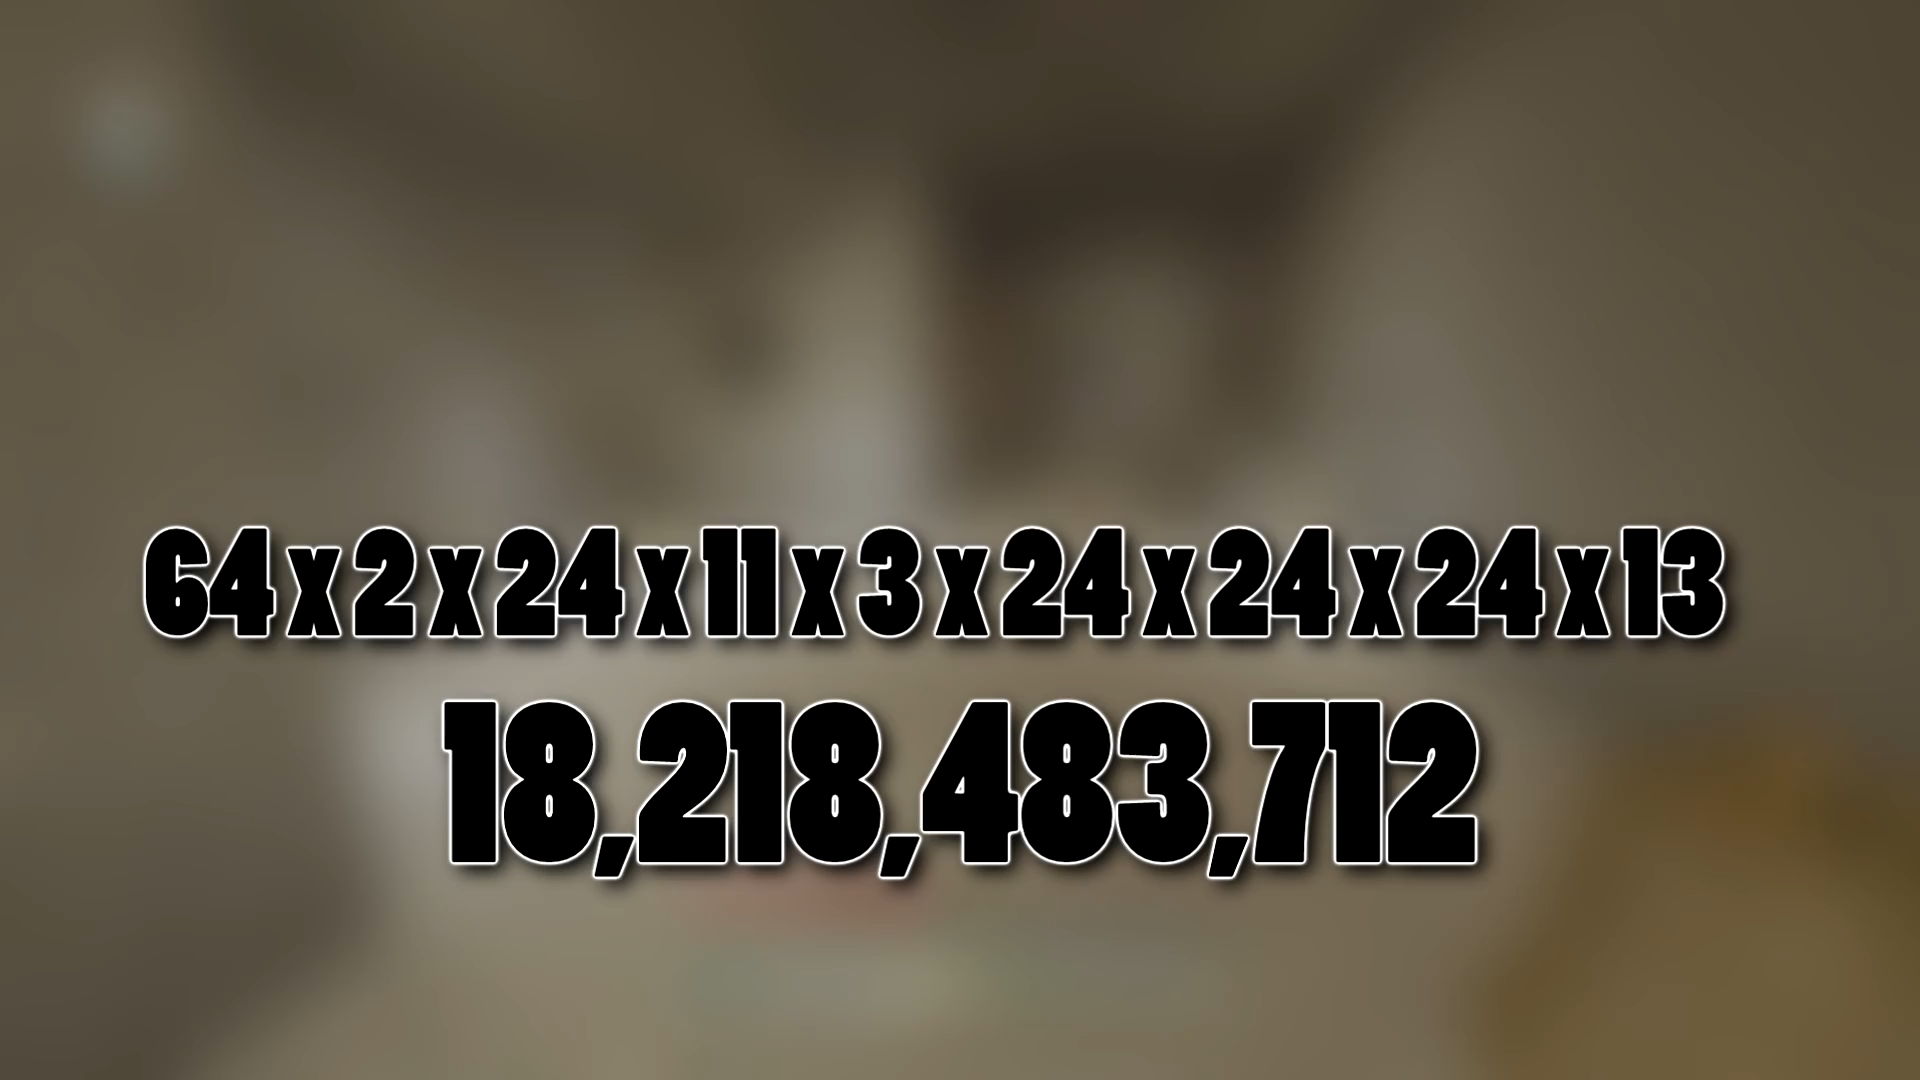 64 x 2 x 24 x 11 x 3 x 24 x 24 x 24 x 13
18,218,483,712